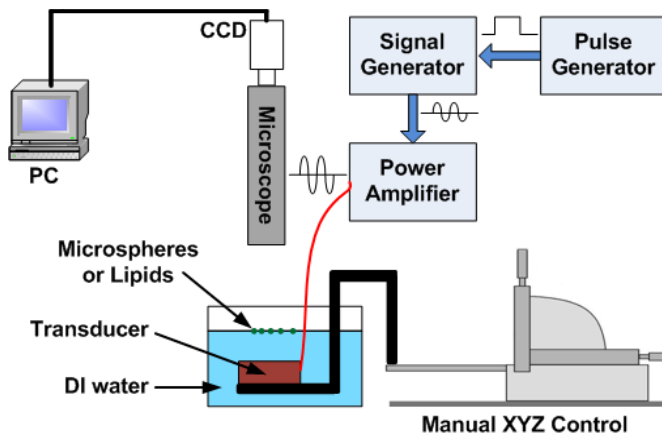 CCD
Signal
Generator
Pulse
Generator
PC
Microscope
Power
Amplifier
Microspheres
or Lipids
Transducer
DI water
Manual XYZ Control